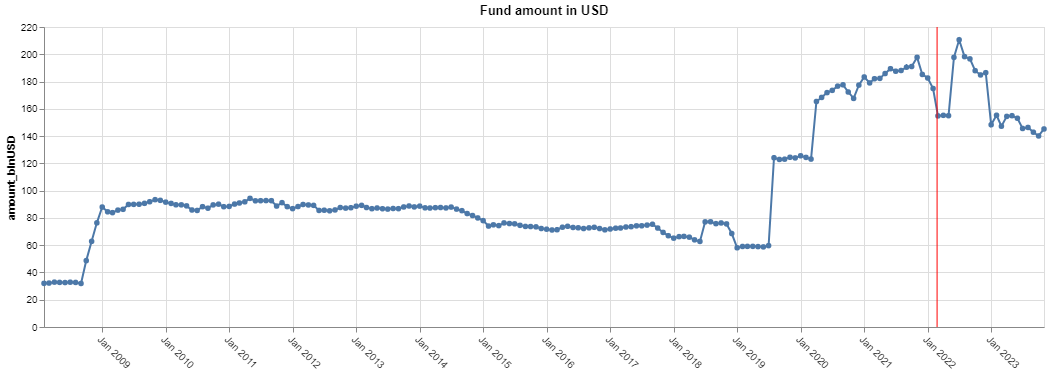 Fund amount in USD
amount_blnUSD
220
200
180
160
140
120
100
80
60
40
20
0
Jan 2009
Jan 2010
Jan 2011
Jan 2012
Jan 2013
Jan 2014
Jan 2015
Jan 2016
Jan 2017
Jan 2018
Jan 2019
Jan 2020
Jan 2021
Jan 2022
Jan 2023